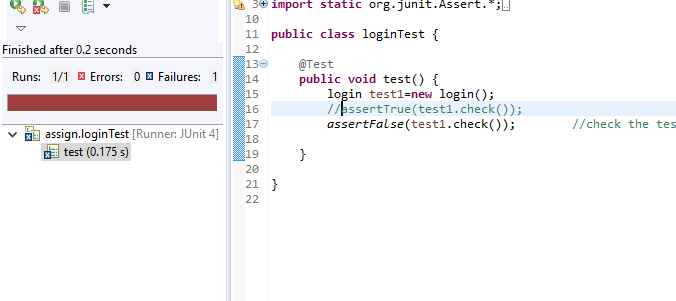 Finished after 0.2 seconds
Runs: 1/1 Errors: 0 Failures: 1
assign.loginTest [Runner: JUnit 4]
test (0.175 s)
3 import static org.junit.Assert.*;
10
11 public class loginTest {
12
13 @Test
14 public void test() {
15 login test1=new login();
16 //assertTrue(test1.check());
17 assertFalse(test1.check()); //check the tes
18
19 }
20
21 }
22